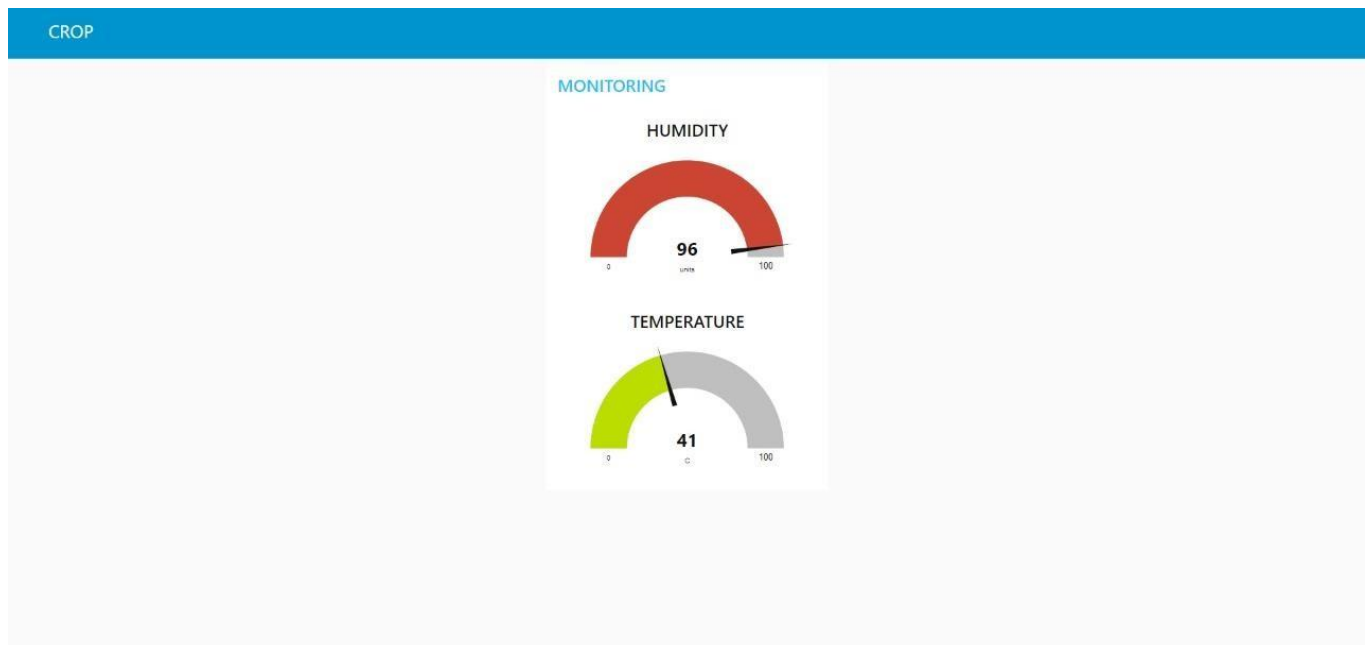 CROP
MONITORING
HUMIDITY
96
0 units 100
TEMPERATURE
41
0 C 100